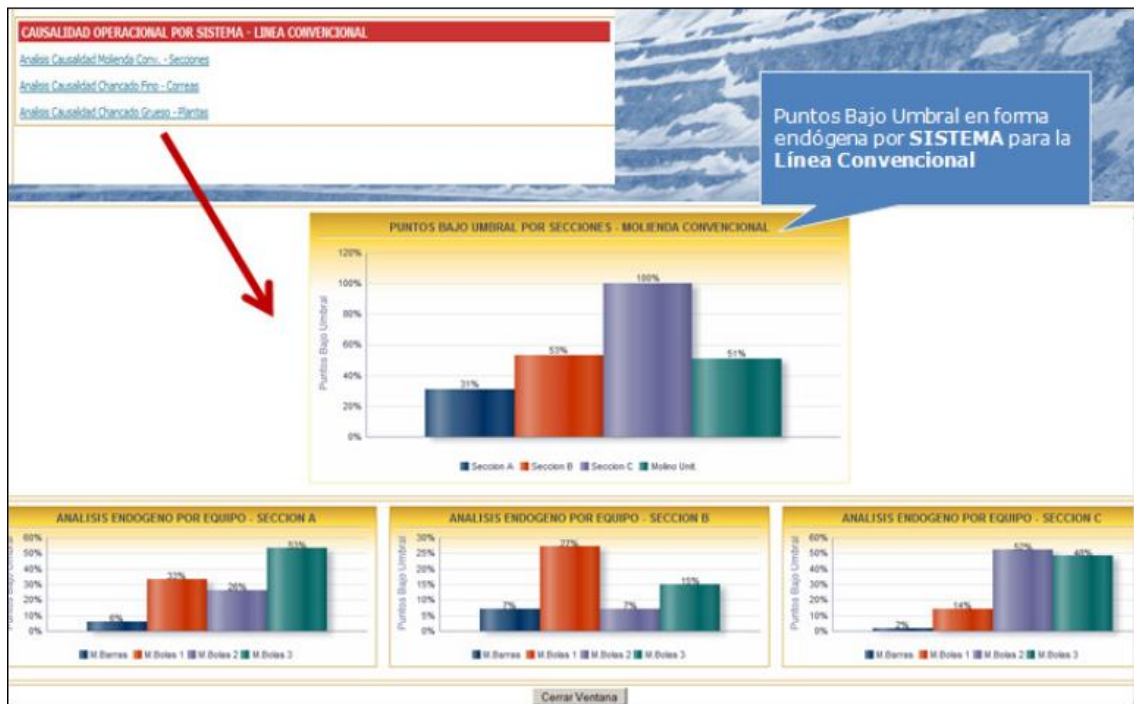 CAUSALIDAD OPERACIONAL POR SISTEMA - LINEA CONVENCIONAL
Analisis Causalidad Molienda Conv. - Secciones
Analisis Causalidad Chancado Fino - Correas
Analisis Causalidad Chancado Grueso - Plantas
Puntos Bajo Umbral en forma
endógena por SISTEMA para la
Línea Convencional
PUNTOS BAJO UMBRAL POR SECCIONES - MOLIENDA CONVENCIONAL
Puntos Bajo Umbral
120%
100%
80%
60%
40%
20%
0%
31%
53%
100%
51%
Seccion A Seccion B Seccion C Molino Unit.
ANALISIS ENDOGENO POR EQUIPO - SECCION A
Puntos Bajo Umbral
60%
50%
40%
30%
20%
10%
0%
6%
33%
26%
53%
M.Barras M.Bolas 1 M.Bolas 2 M.Bolas 3
ANALISIS ENDOGENO POR EQUIPO - SECCION B
Puntos Bajo Umbral
30%
25%
20%
15%
10%
5%
0%
7%
27%
7%
15%
M.Barras M.Bolas 1 M.Bolas 2 M.Bolas 3
ANALISIS ENDOGENO POR EQUIPO - SECCION C
Puntos Bajo Umbral
60%
50%
40%
30%
20%
10%
0%
2%
14%
52%
48%
M.Barras M.Bolas 1 M.Bolas 2 M.Bolas 3
Cerrar Ventana